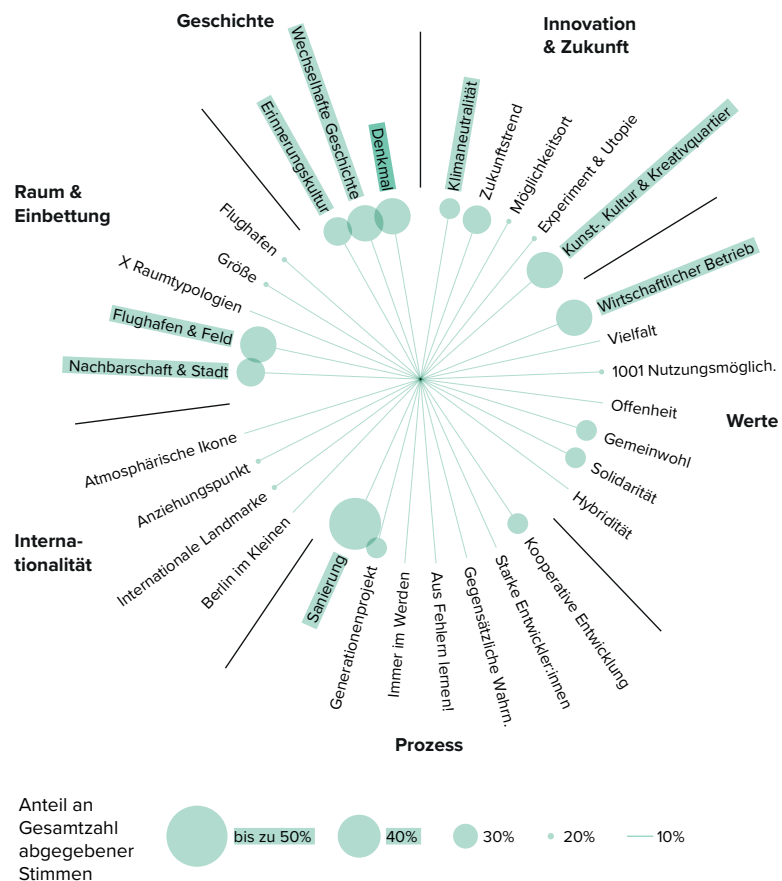 Geschichte
Erinnerungskultur
Wechselhafte Geschichte
Denkmal
Innovation
& Zukunft
Klimaneutralität
Zukunftstrend
Möglichkeitsort
Experiment & Utopie
Kunst-, Kultur & Kreativquartier
Wirtschaftlicher Betrieb
Vielfalt
1001 Nutzungsmöglich.
Offenheit
Werte
Gemeinwohl
Solidarität
Hybridität
Kooperative Entwicklung
Starke Entwickler:innen
Gegensätzliche Wahrn.
Aus Fehlern lernen!
Immer im Werden
Generationenprojekt
Sanierung
Prozess
Berlin im Kleinen
Internationale Landmarke
Anziehungspunkt
Atmosphärische Ikone
Interna-
tionalität
Nachbarschaft & Stadt
Flughafen & Feld
X Raumtypologien
Größe
Flughafen
Raum &
Einbettung
Anteil an
Gesamtzahl
abgegebener
Stimmen
bis zu 50%
40%
30%
20%
10%